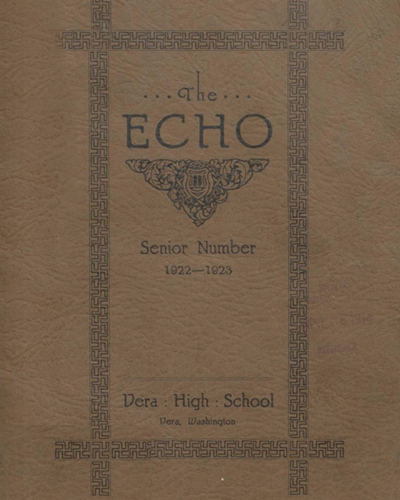 ...The...
ECHO
Senior Number
1922—1923
Vera : High : School
Vera, Washington